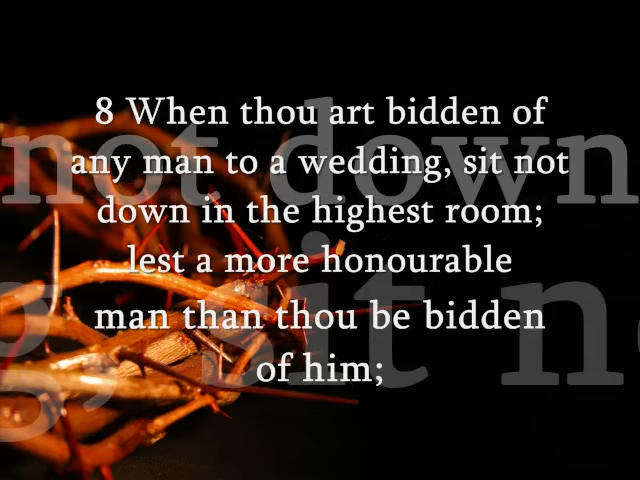 8 When thou art bidden of
any man to a wedding, sit not
down in the highest room;
lest a more honourable
man than thou be bidden
of him;
not down
g, sit n